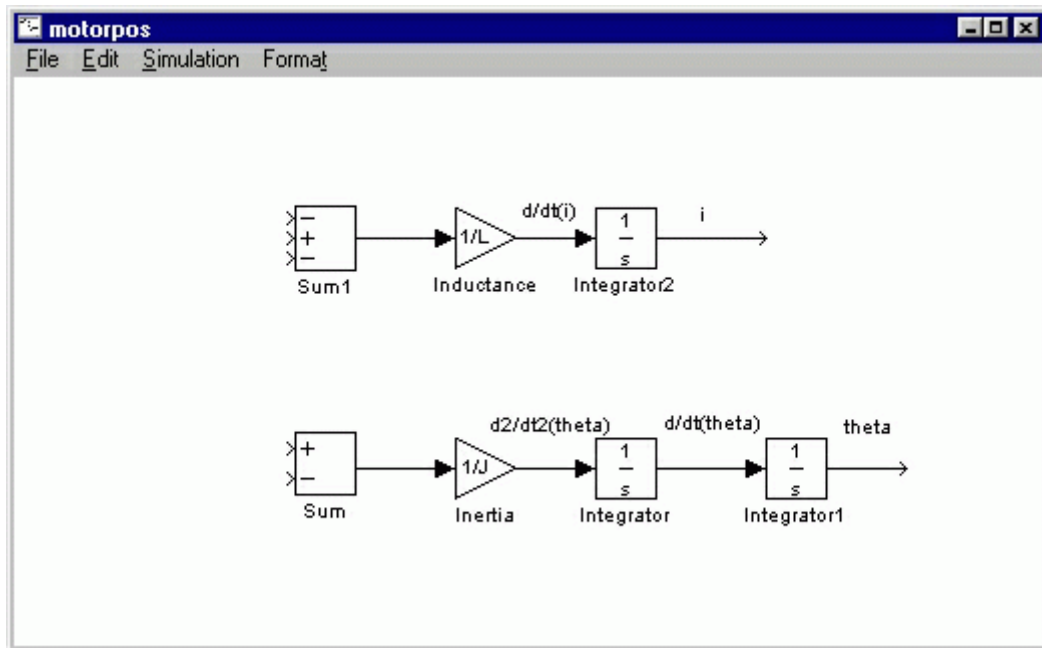 motorpos
File Edit Simulation Format
d/dt(i) i
−
+
−
1/L
1
s
Sum1 Inductance Integrator2
d2/dt2(theta) d/dt(theta) theta
+
−
1/J
1
s
1
s
Sum Inertia Integrator Integrator1